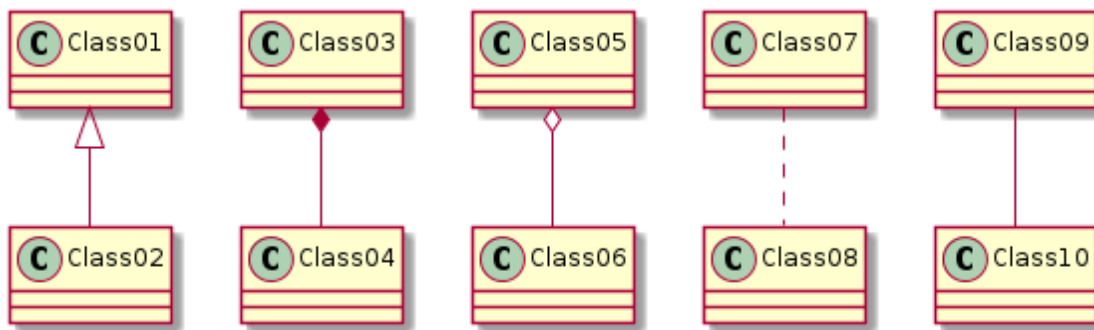 C Class01
C Class03
C Class05
C Class07
C Class09
C Class02
C Class04
C Class06
C Class08
C Class10